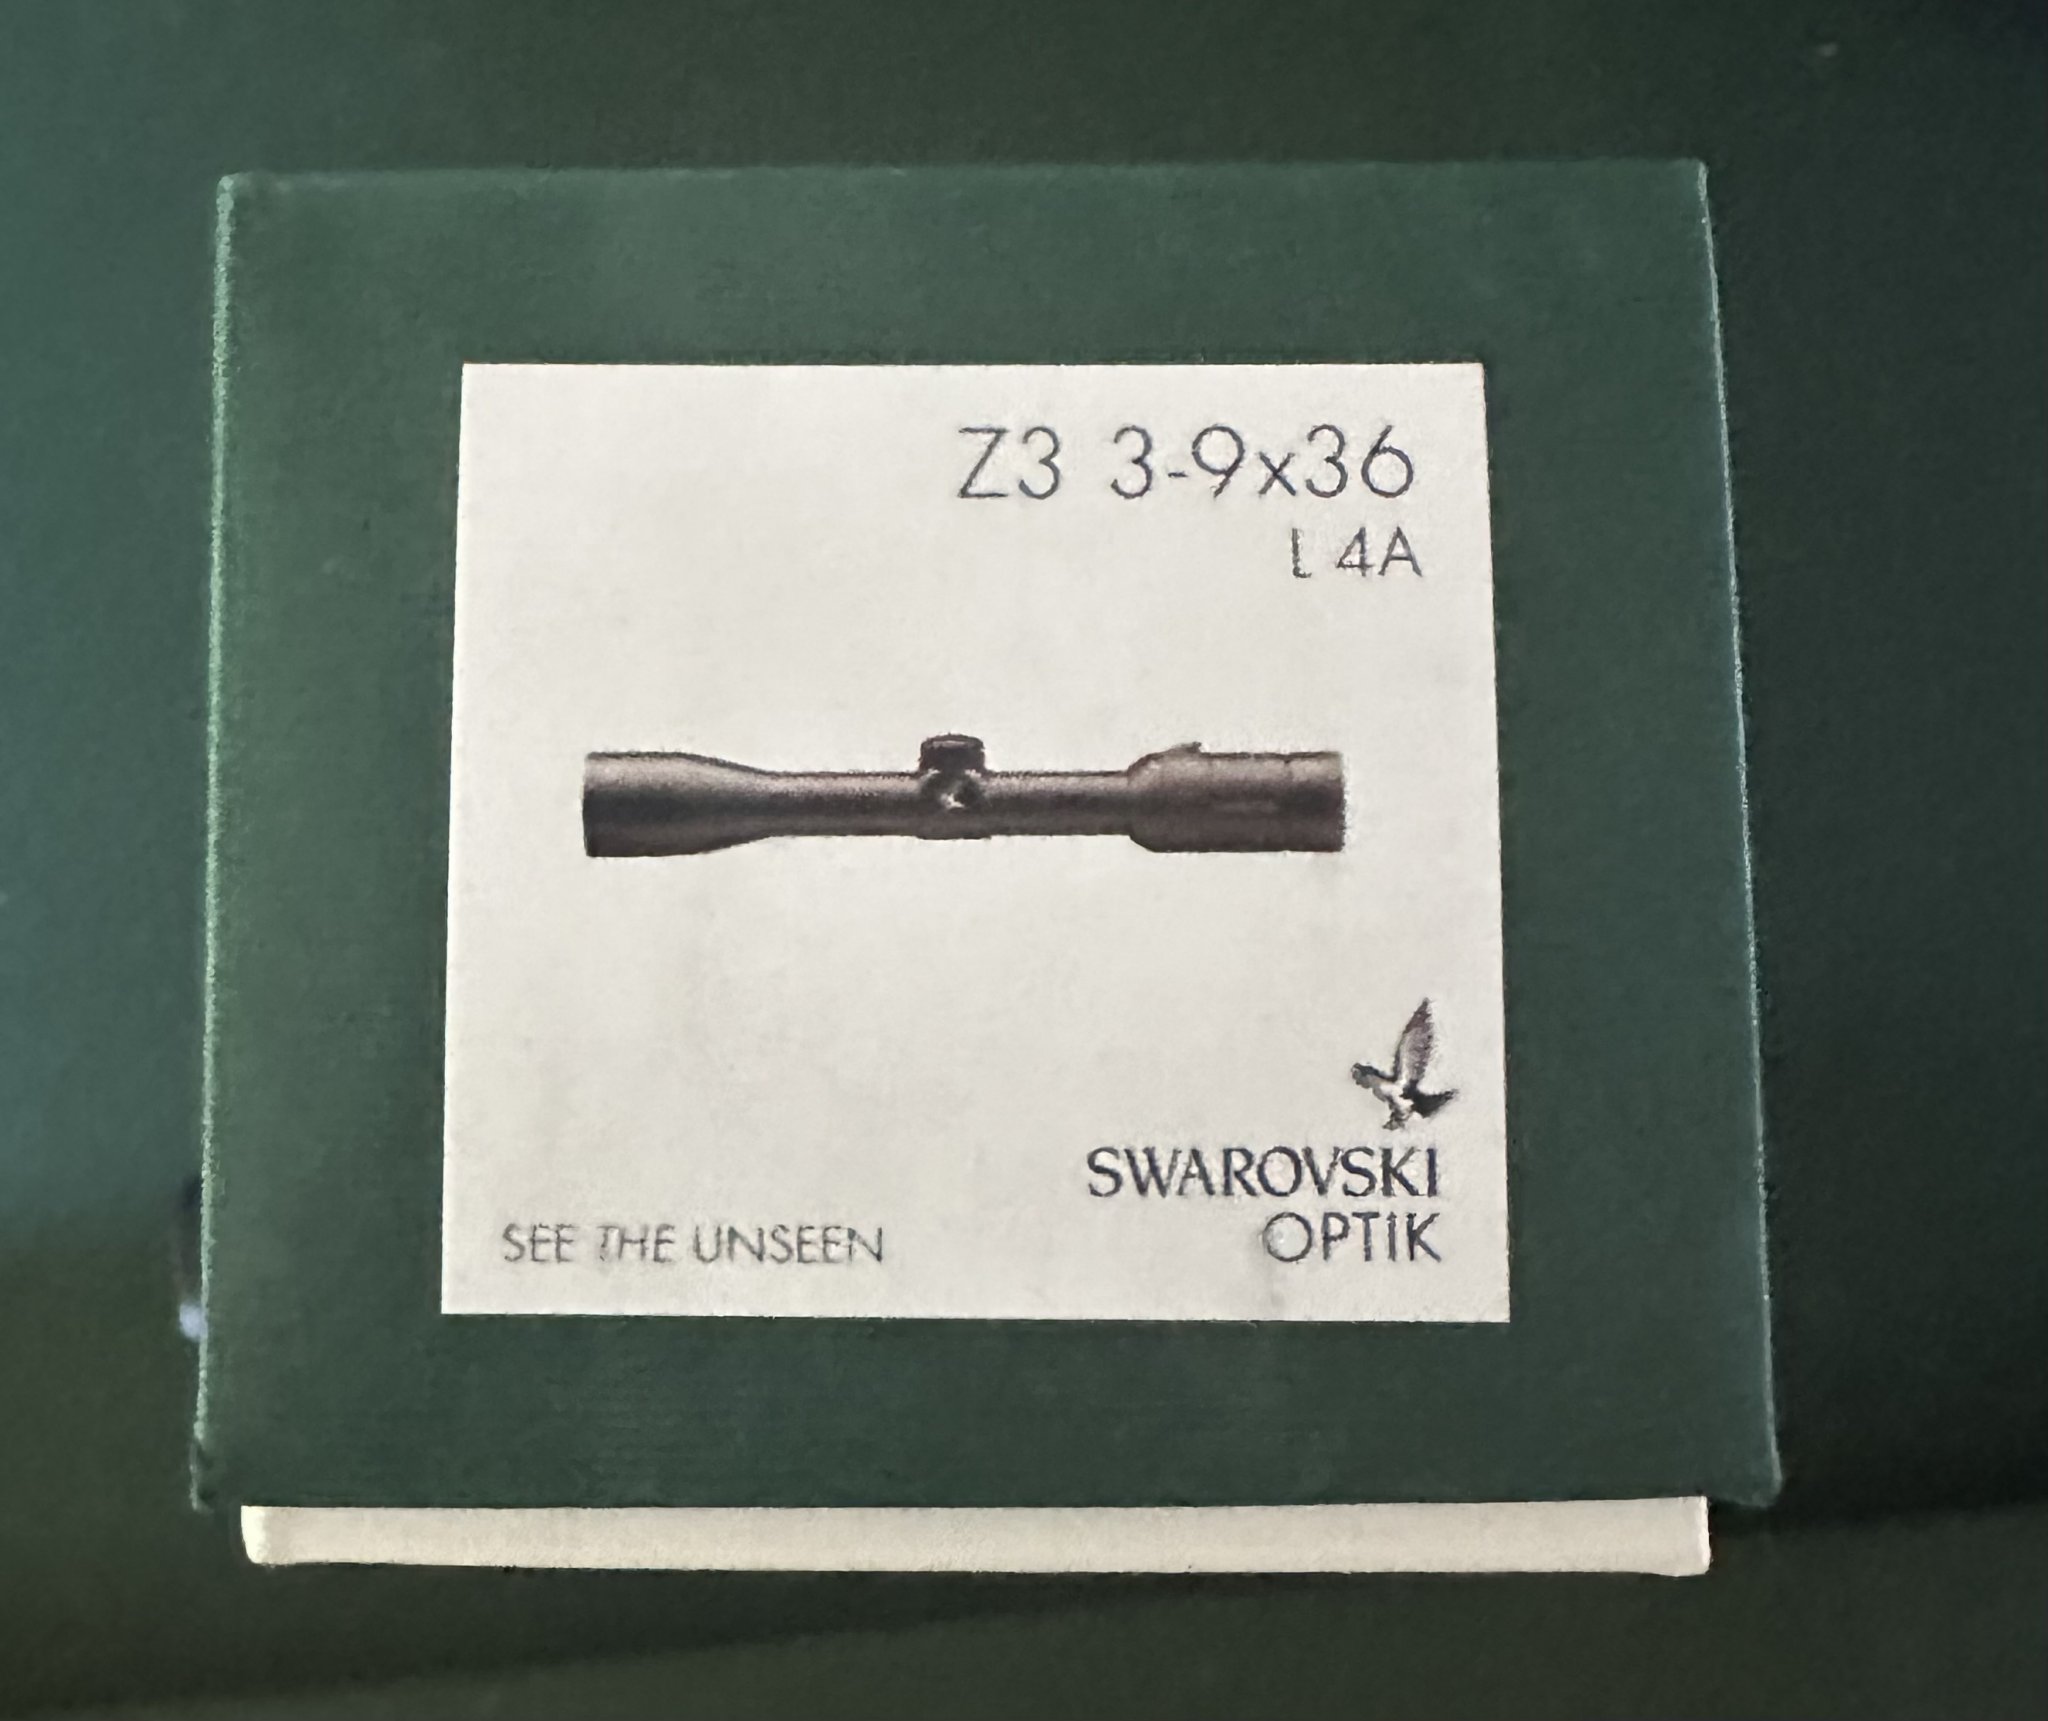 Z3 3-9x36
L 4A
SWAROVSKI
OPTIK
SEE THE UNSEEN